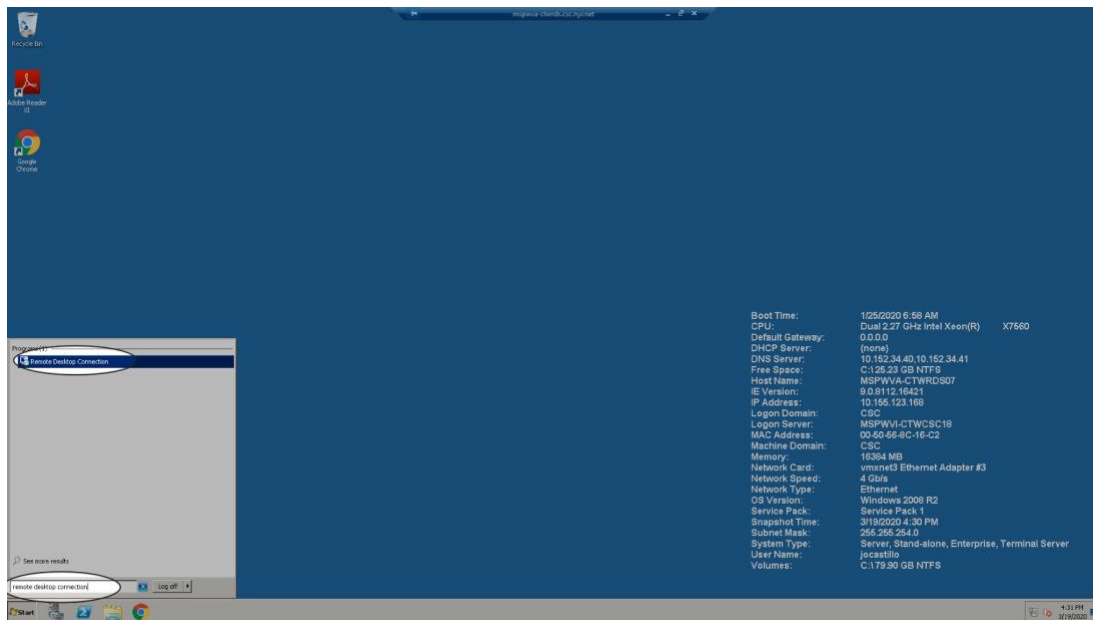 Recycle Bin
Adobe Reader
XI
Google
Chrome
Programs (1)
Remote Desktop Connection
See more results
remote desktop connection
Log off
Start
Boot Time: 1/25/2020 6:58 AM
CPU: Dual 2.27 GHz Intel Xeon(R) X7560
Default Gateway: 0.0.0.0
DHCP Server: (none)
DNS Server: 10.152.34.40,10.152.34.41
Free Space: C:\ 25.23 GB NTFS
Host Name: MSPWVA-CTWRDS07
IE Version: 9.0.8112.16421
IP Address: 10.155.123.168
Logon Domain: CSC
Logon Server: MSPWVI-CTWCSC18
MAC Address: 00-50-56-8C-16-C2
Machine Domain: CSC
Memory: 16384 MB
Network Card: vmxnet3 Ethernet Adapter #3
Network Speed: 4 Gb/s
Network Type: Ethernet
OS Version: Windows 2008 R2
Service Pack: Service Pack 1
Snapshot Time: 3/19/2020 4:30 PM
Subnet Mask: 255.255.254.0
System Type: Server, Stand-alone, Enterprise, Terminal Server
User Name: jocastillo
Volumes: C:\ 79.90 GB NTFS
4:31 PM
3/19/2020